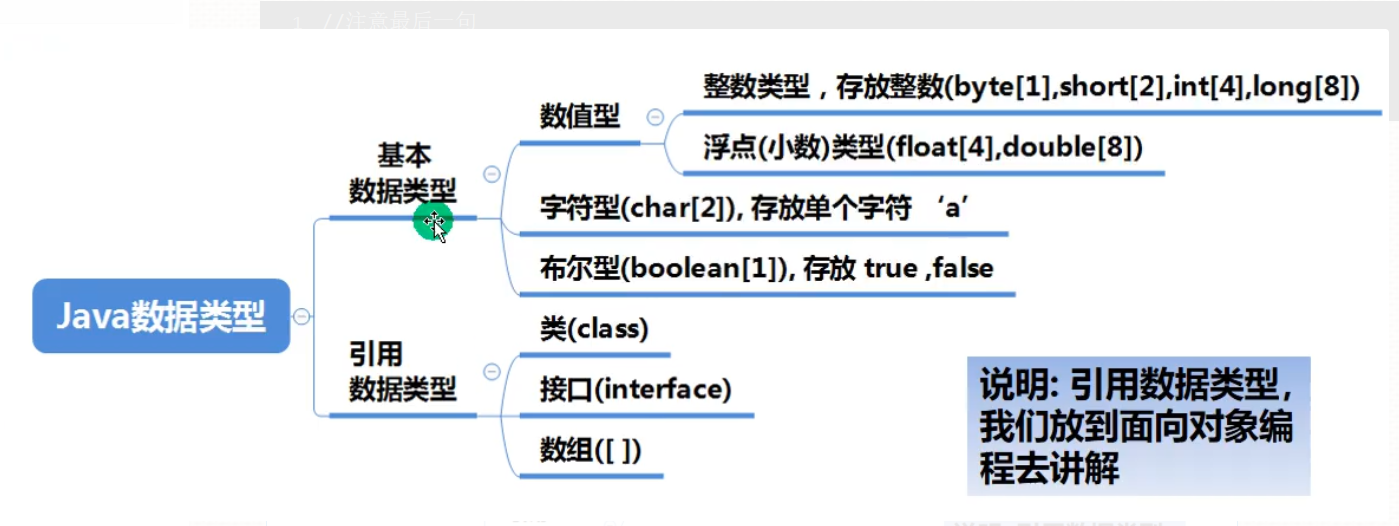 1 //注意最后一句
整数类型，存放整数(byte[1],short[2],int[4],long[8])
数值型
浮点(小数)类型(float[4],double[8])
基本
数据类型
字符型(char[2]), 存放单个字符 ‘a’
布尔型(boolean[1]), 存放 true ,false
Java数据类型
类(class)
引用
数据类型
接口(interface)
数组([ ])
说明: 引用数据类型，
我们放到面向对象编
程去讲解